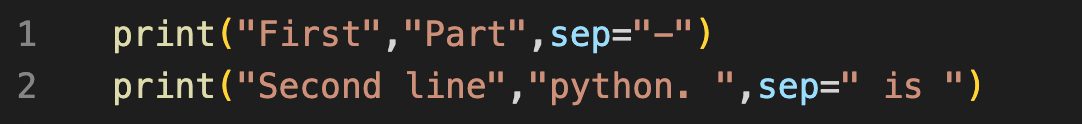 1 print("First","Part",sep="-")
2 print("Second line","python. ",sep=" is ")